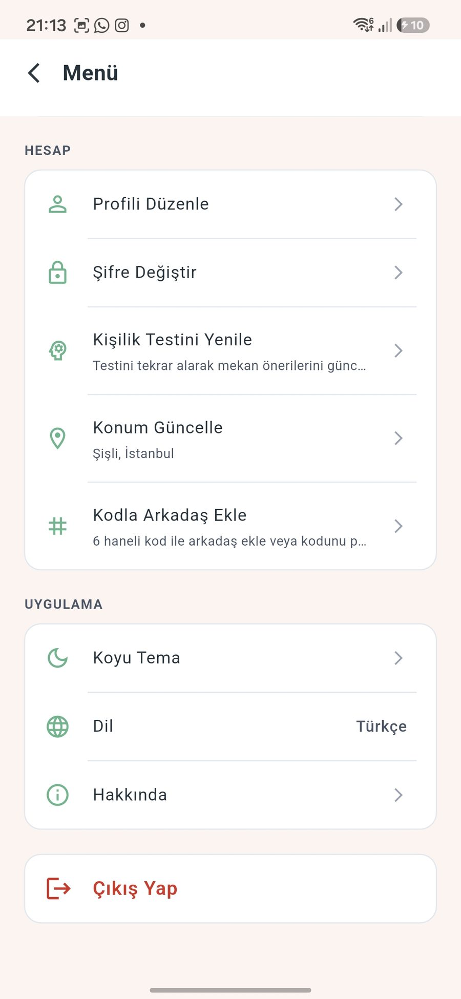 21:13
6
10
Menü
HESAP
Profili Düzenle
Şifre Değiştir
Kişilik Testini Yenile
Testini tekrar alarak mekan önerilerini günc...
Konum Güncelle
Şişli, İstanbul
Kodla Arkadaş Ekle
6 haneli kod ile arkadaş ekle veya kodunu p...
UYGULAMA
Koyu Tema
Dil Türkçe
Hakkında
Çıkış Yap